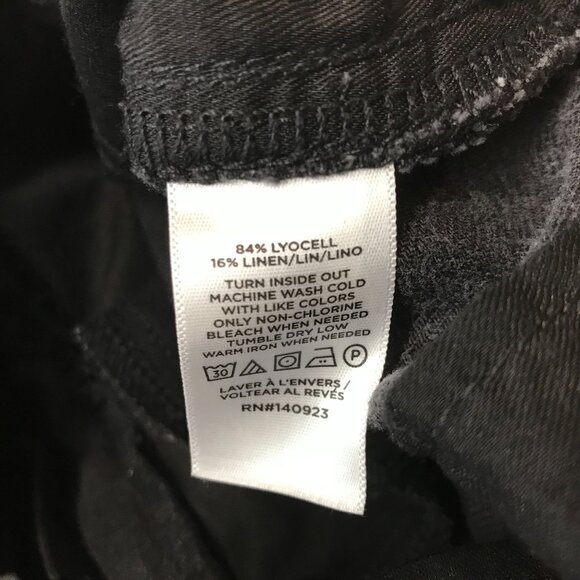 84% LYOCELL
16% LINEN/LIN/LINO
TURN INSIDE OUT
MACHINE WASH COLD
WITH LIKE COLORS
ONLY NON-CHLORINE
BLEACH WHEN NEEDED
TUMBLE DRY LOW
WARM IRON WHEN NEEDED
30 P
LAVER À L'ENVERS /
VOLTEAR AL REVÉS
RN#140923